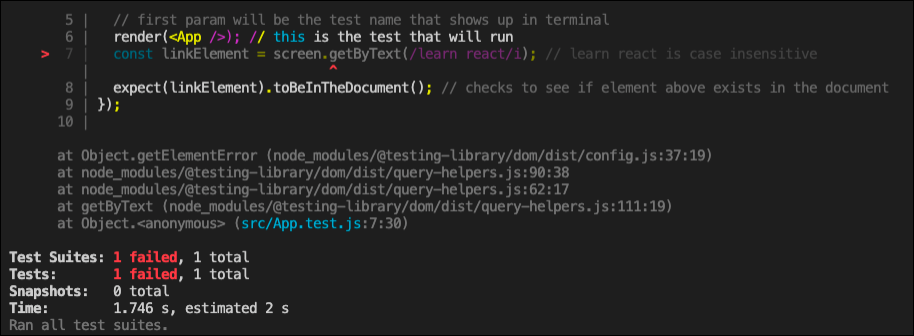 5 | // first param will be the test name that shows up in terminal
6 | render(<App />); // this is the test that will run
> 7 | const linkElement = screen.getByText(/learn react/i); // learn react is case insensitive
| ^
8 | expect(linkElement).toBeInTheDocument(); // checks to see if element above exists in the document
9 | });
10 |
at Object.getElementError (node_modules/@testing-library/dom/dist/config.js:37:19)
at node_modules/@testing-library/dom/dist/query-helpers.js:90:38
at node_modules/@testing-library/dom/dist/query-helpers.js:62:17
at getByText (node_modules/@testing-library/dom/dist/query-helpers.js:111:19)
at Object.<anonymous> (src/App.test.js:7:30)
Test Suites: 1 failed, 1 total
Tests: 1 failed, 1 total
Snapshots: 0 total
Time: 1.746 s, estimated 2 s
Ran all test suites.